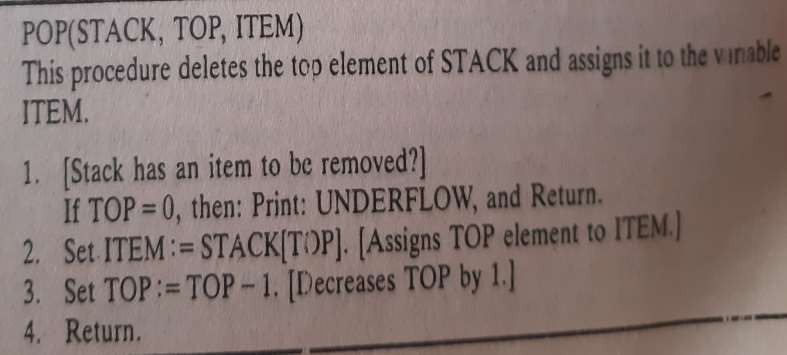 POP(STACK, TOP, ITEM)
This procedure deletes the top element of STACK and assigns it to the variable
ITEM.
1. [Stack has an item to be removed?]
If TOP = 0, then: Print: UNDERFLOW, and Return.
2. Set ITEM := STACK[TOP]. [Assigns TOP element to ITEM.]
3. Set TOP := TOP – 1. [Decreases TOP by 1.]
4. Return.